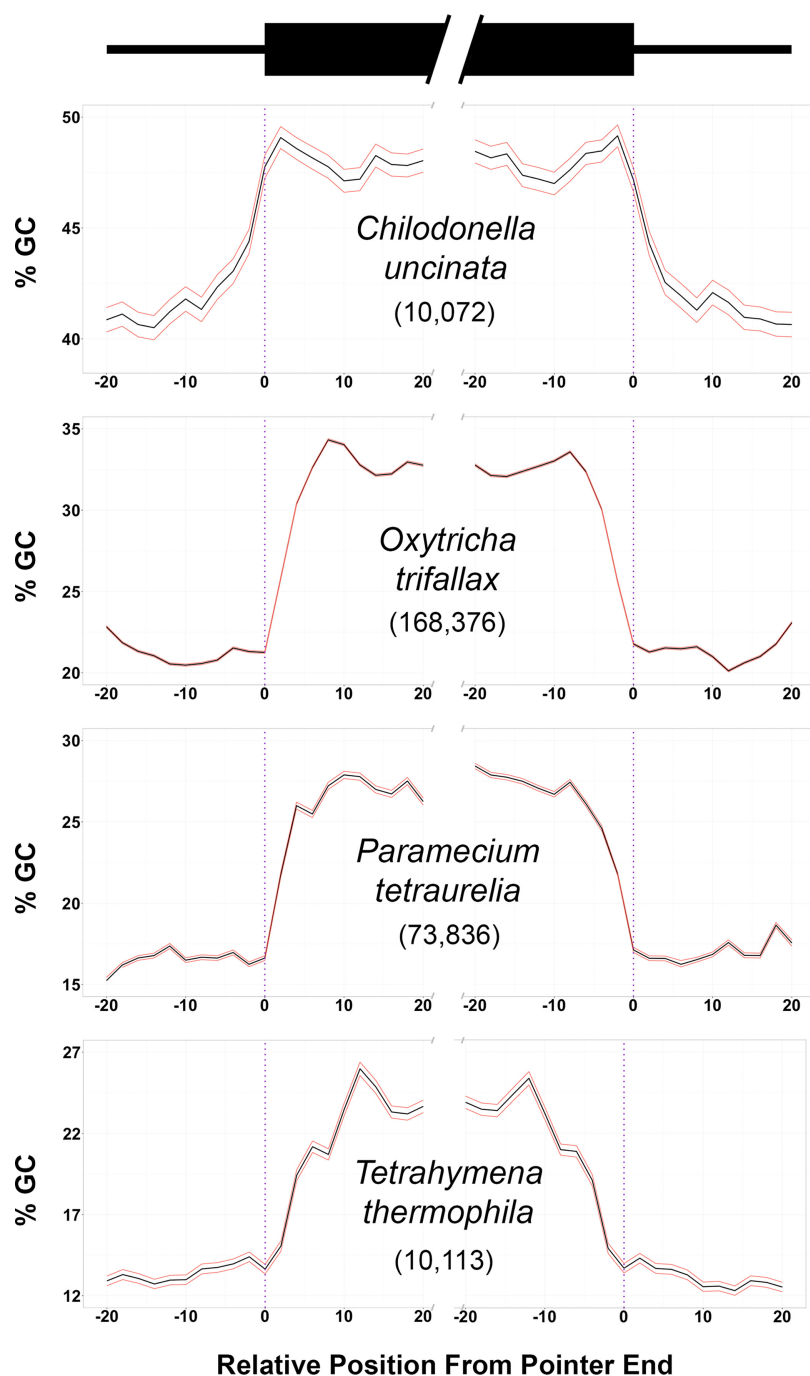 50
45
40
% GC
Chilodonella
uncinata
(10,072)
-20 -10 0 10 20 -20 -10 0 10 20
35
30
25
20
% GC
Oxytricha
trifallax
(168,376)
-20 -10 0 10 20 -20 -10 0 10 20
30
25
20
15
% GC
Paramecium
tetraurelia
(73,836)
-20 -10 0 10 20 -20 -10 0 10 20
27
22
17
12
% GC
Tetrahymena
thermophila
(10,113)
-20 -10 0 10 20 -20 -10 0 10 20
Relative Position From Pointer End